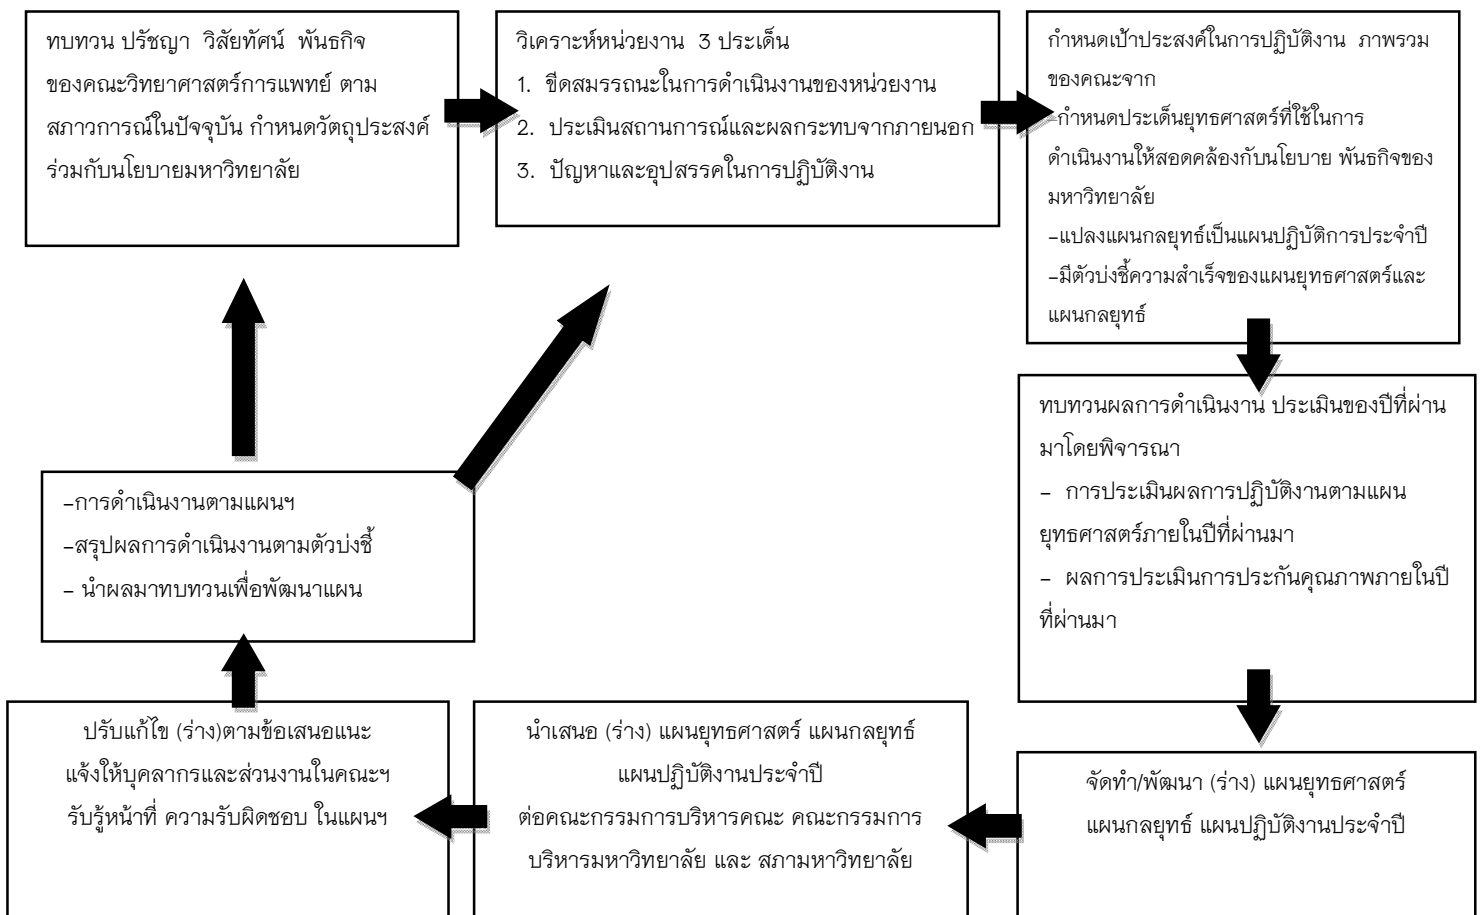 ทบทวน ปรัชญา วิสัยทัศน์ พันธกิจ
ของคณะวิทยาศาสตร์การแพทย์ ตาม
สภาวการณ์ในปัจจุบัน กำหนดวัตถุประสงค์
ร่วมกับนโยบายมหาวิทยาลัย
วิเคราะห์หน่วยงาน 3 ประเด็น
1. ขีดสมรรถนะในการดำเนินงานของหน่วยงาน
2. ประเมินสถานการณ์และผลกระทบจากภายนอก
3. ปัญหาและอุปสรรคในการปฏิบัติงาน
กำหนดเป้าประสงค์ในการปฏิบัติงาน ภาพรวม
ของคณะจาก
-กำหนดประเด็นยุทธศาสตร์ที่ใช้ในการ
ดำเนินงานให้สอดคล้องกับนโยบาย พันธกิจของ
มหาวิทยาลัย
-แปลงแผนกลยุทธ์เป็นแผนปฏิบัติการประจำปี
-มีตัวบ่งชี้ความสำเร็จของแผนยุทธศาสตร์และ
แผนกลยุทธ์
ทบทวนผลการดำเนินงาน ประเมินของปีที่ผ่าน
มาโดยพิจารณา
- การประเมินผลการปฏิบัติงานตามแผน
ยุทธศาสตร์ภายในปีที่ผ่านมา
- ผลการประเมินการประกันคุณภาพภายในปี
ที่ผ่านมา
จัดทำ/พัฒนา (ร่าง) แผนยุทธศาสตร์
แผนกลยุทธ์ แผนปฏิบัติงานประจำปี
นำเสนอ (ร่าง) แผนยุทธศาสตร์ แผนกลยุทธ์
แผนปฏิบัติงานประจำปี
ต่อคณะกรรมการบริหารคณะ คณะกรรมการ
บริหารมหาวิทยาลัย และ สภามหาวิทยาลัย
ปรับแก้ไข (ร่าง)ตามข้อเสนอแนะ
แจ้งให้บุคลากรและส่วนงานในคณะฯ
รับรู้หน้าที่ ความรับผิดชอบ ในแผนฯ
-การดำเนินงานตามแผนฯ
-สรุปผลการดำเนินงานตามตัวบ่งชี้
- นำผลมาทบทวนเพื่อพัฒนาแผน